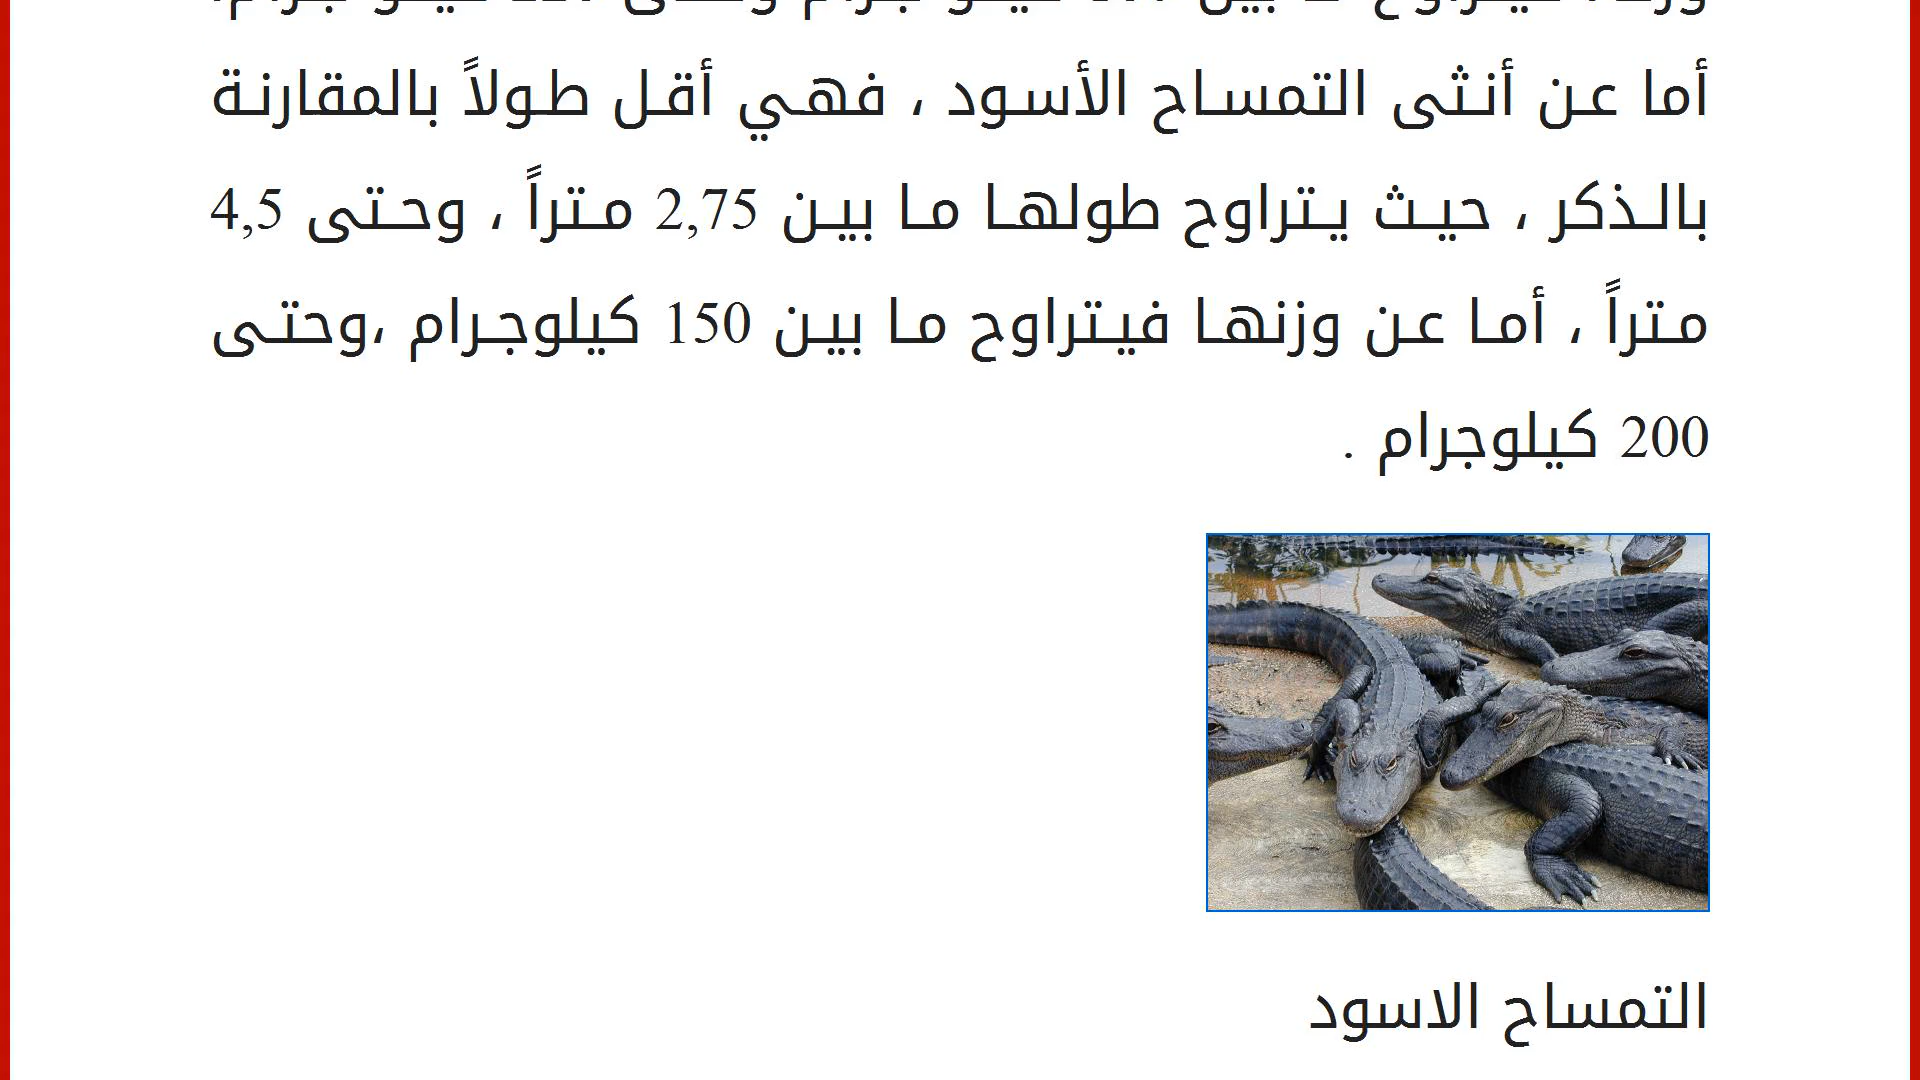 أما عن أنثى التمساح الأسود ، فهي أقل طولاً بالمقارنة
بالذكر ، حيث يتراوح طولها ما بين 2,75 متراً ، وحتى 4,5
متراً ، أما عن وزنها فيتراوح ما بين 150 كيلوجرام ،وحتى
200 كيلوجرام .
التمساح الاسود